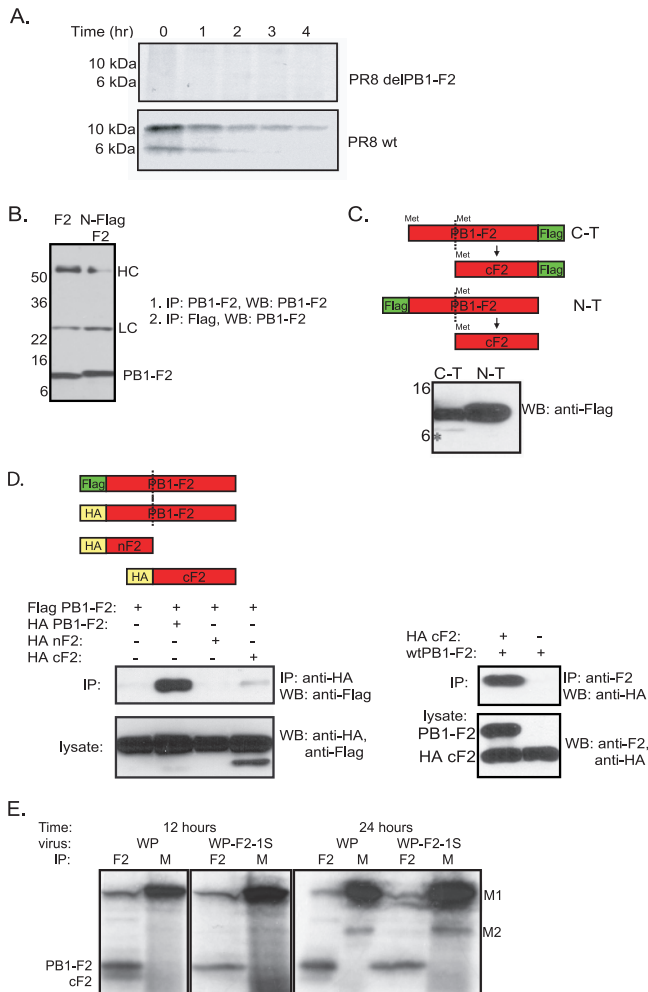 A.
Time (hr) 0 1 2 3 4
10 kDa
6 kDa
PR8 delPB1-F2
10 kDa
6 kDa
PR8 wt
B.
F2 N-Flag
F2
50
36
22
16
6
HC
LC
PB1-F2
1. IP: PB1-F2, WB: PB1-F2
2. IP: Flag, WB: PB1-F2
C.
Met Met
PB1-F2 Flag C-T
Met
cF2 Flag
Met
Flag PB1-F2 N-T
Met
cF2
C-T N-T
16
6
*
WB: anti-Flag
D.
Flag PB1-F2
HA PB1-F2
HA nF2
HA cF2
Flag PB1-F2: + + + +
HA PB1-F2: - + - -
HA nF2: - - + -
HA cF2: - - - +
IP:
IP: anti-HA
WB: anti-Flag
lysate:
WB: anti-HA,
anti-Flag
HA cF2: + -
wtPB1-F2: + +
IP:
IP: anti-F2
WB: anti-HA
lysate:
PB1-F2
HA cF2
WB: anti-F2,
anti-HA
E.
Time: 12 hours 24 hours
virus: WP WP-F2-1S WP WP-F2-1S
IP: F2 M F2 M F2 M F2 M
M1
M2
PB1-F2
cF2